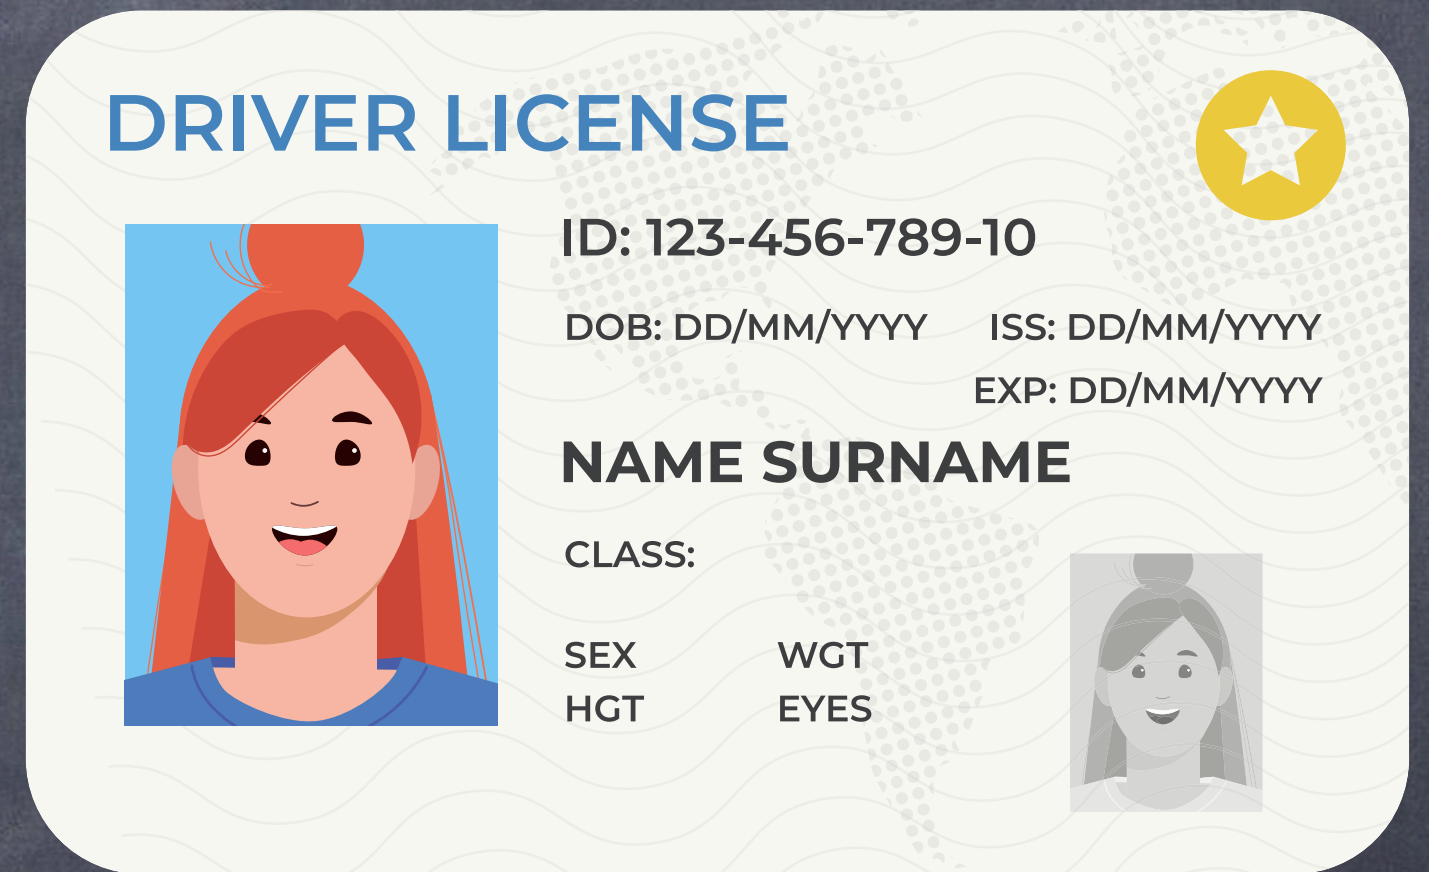 DRIVER LICENSE
ID: 123-456-789-10
DOB: DD/MM/YYYY ISS: DD/MM/YYYY
EXP: DD/MM/YYYY
NAME SURNAME
CLASS:
SEX WGT
HGT EYES